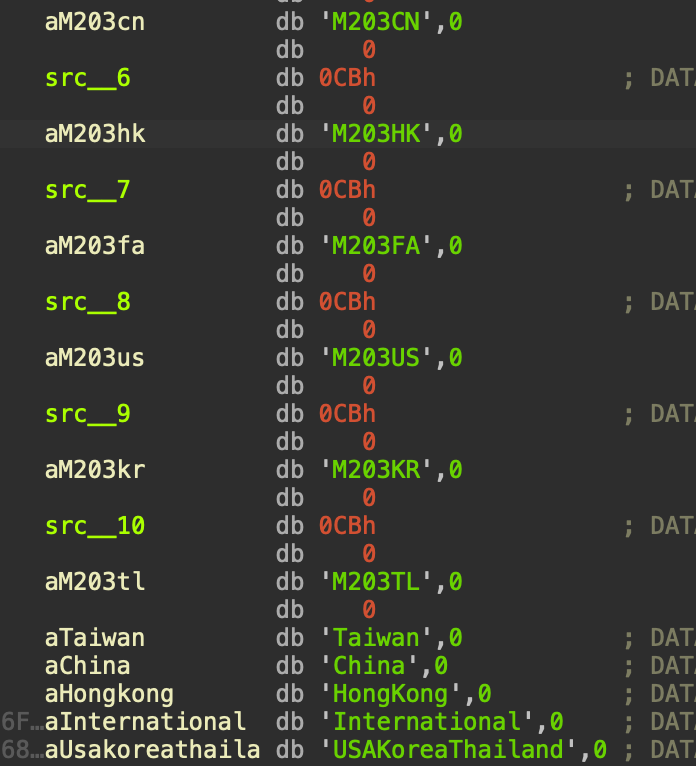 0
aM203cn db 'M203CN',0
db 0
src__6 db 0CBh ; DATA
db 0
aM203hk db 'M203HK',0
db 0
src__7 db 0CBh ; DATA
db 0
aM203fa db 'M203FA',0
db 0
src__8 db 0CBh ; DATA
db 0
aM203us db 'M203US',0
db 0
src__9 db 0CBh ; DATA
db 0
aM203kr db 'M203KR',0
db 0
src__10 db 0CBh ; DATA
db 0
aM203tl db 'M203TL',0
db 0
aTaiwan db 'Taiwan',0 ; DATA
aChina db 'China',0 ; DATA
aHongkong db 'HongKong',0 ; DATA
6F…aInternational db 'International',0 ; DATA
68…aUsakoreathaila db 'USAKoreaThailand',0 ; DATA